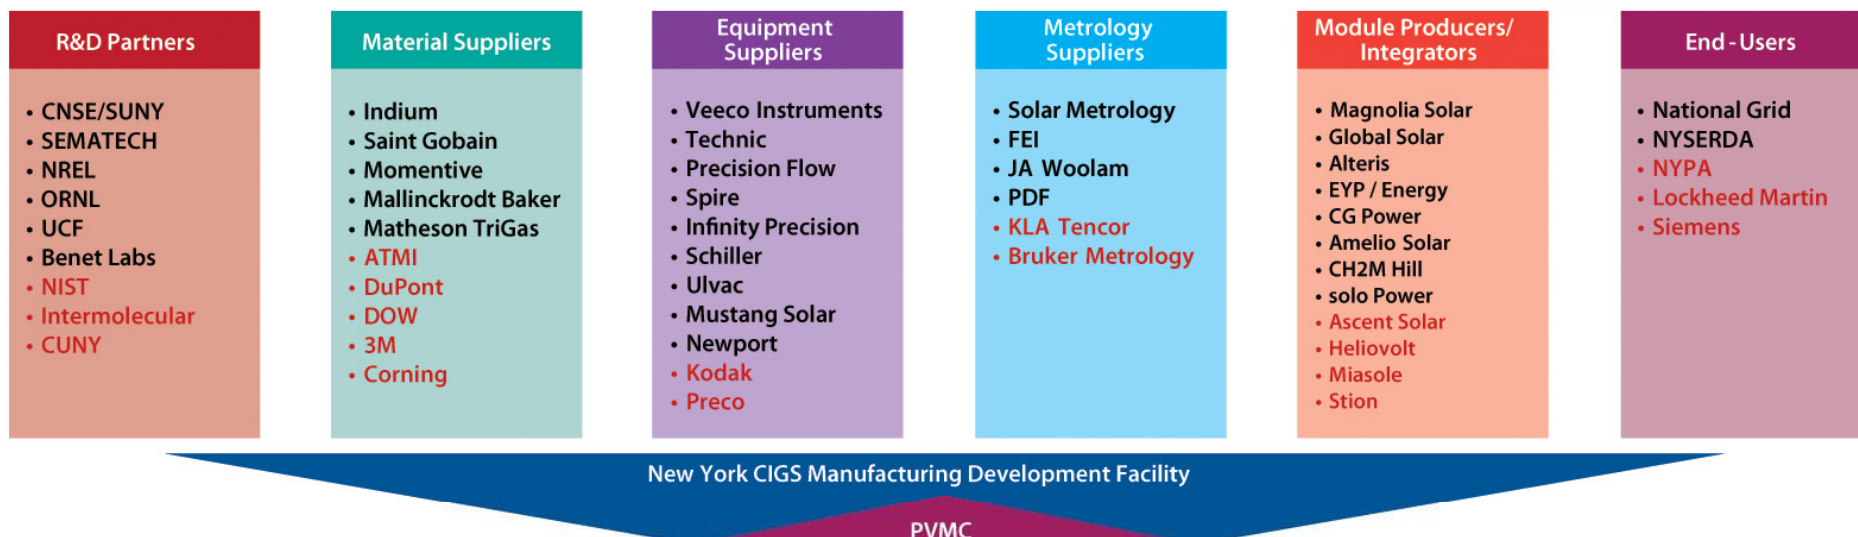 R&D Partners
• CNSE/SUNY
• SEMATECH
• NREL
• ORNL
• UCF
• Benet Labs
• NIST
• Intermolecular
• CUNY
Material Suppliers
• Indium
• Saint Gobain
• Momentive
• Mallinckrodt Baker
• Matheson TriGas
• ATMI
• DuPont
• DOW
• 3M
• Corning
Equipment
Suppliers
• Veeco Instruments
• Technic
• Precision Flow
• Spire
• Infinity Precision
• Schiller
• Ulvac
• Mustang Solar
• Newport
• Kodak
• Preco
Metrology
Suppliers
• Solar Metrology
• FEI
• JA Woolam
• PDF
• KLA Tencor
• Bruker Metrology
Module Producers/
Integrators
• Magnolia Solar
• Global Solar
• Alteris
• EYP / Energy
• CG Power
• Amelio Solar
• CH2M Hill
• solo Power
• Ascent Solar
• Heliovolt
• Miasole
• Stion
End - Users
• National Grid
• NYSERDA
• NYPA
• Lockheed Martin
• Siemens
New York CIGS Manufacturing Development Facility
PVMC